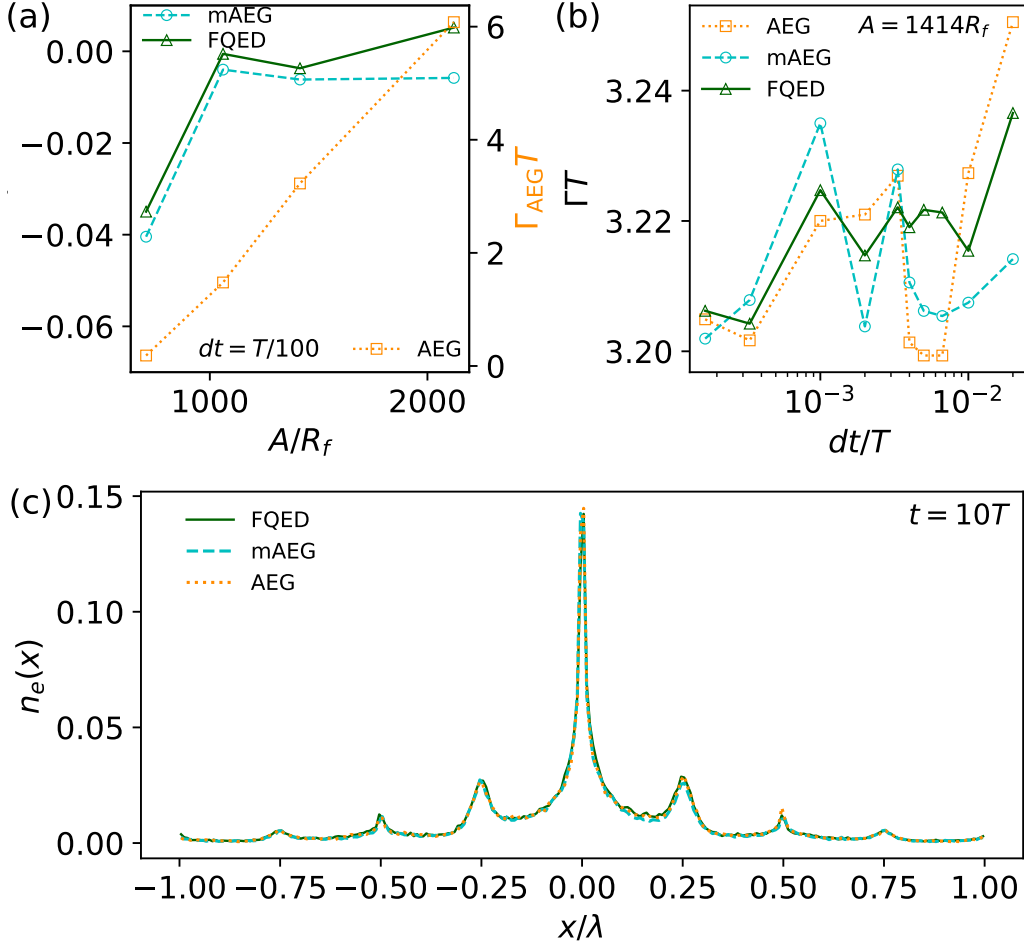 (a)
mAEG
FQED
0.00
−0.02
−0.04
−0.06
6
4
2
0
Γ_AEG T
dt = T/100
AEG
1000
2000
A/R_f
(b)
AEG
mAEG
FQED
A = 1414R_f
3.24
3.22
3.20
ΓT
10⁻³
10⁻²
dt/T
(c)
FQED
mAEG
AEG
t = 10T
0.15
0.10
0.05
0.00
n_e(x)
−1.00
−0.75
−0.50
−0.25
0.00
0.25
0.50
0.75
1.00
x/λ